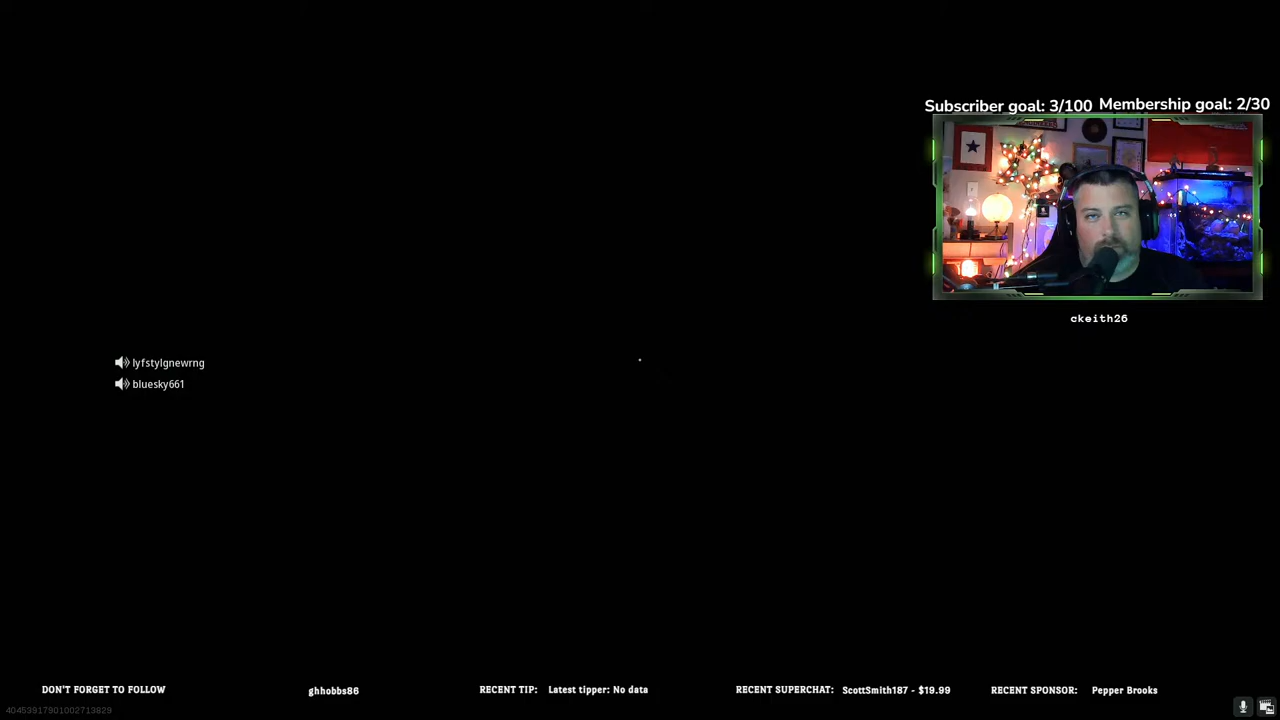 Subscriber goal: 3/100
Membership goal: 2/30
ckeith26
lyfstylgnewrng
bluesky661
DON'T FORGET TO FOLLOW
ghhobbs86
RECENT TIP: Latest tipper: No data
RECENT SUPERCHAT: ScottSmith187 - $19.99
RECENT SPONSOR: Pepper Brooks
40453917901002713829